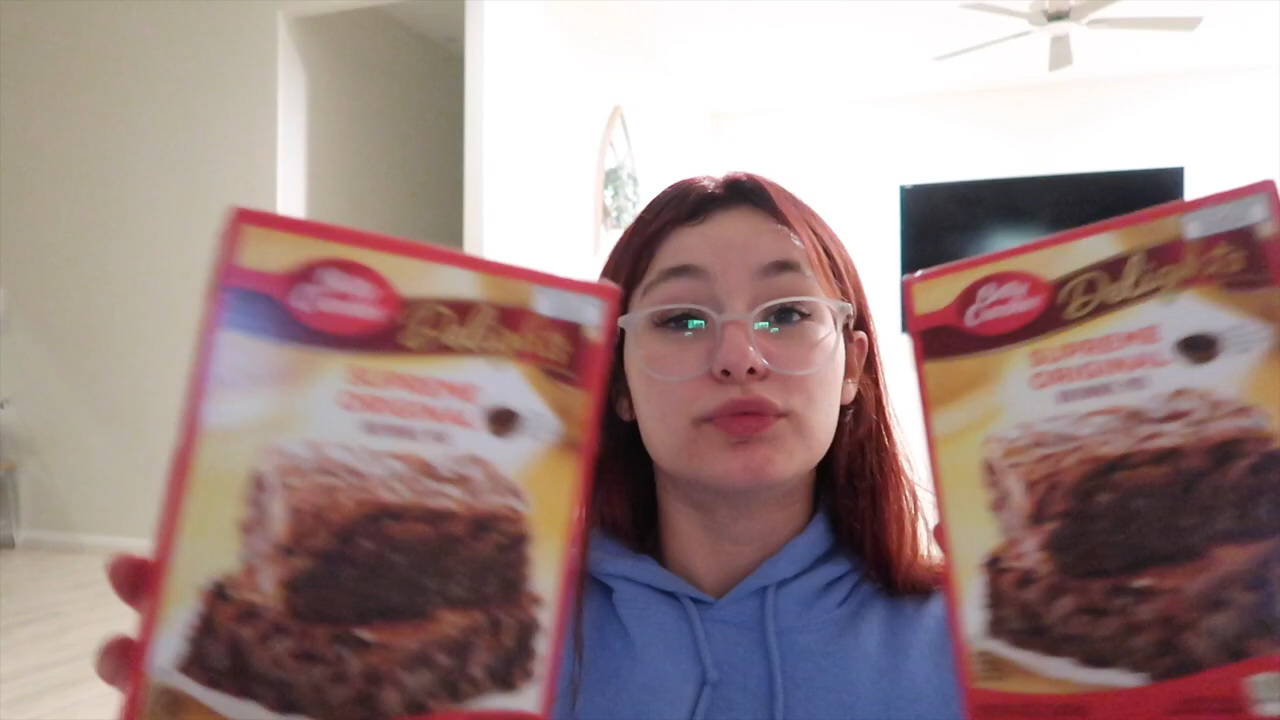 Betty
Crocker
Delights
SUPREME
ORIGINAL
Betty
Crocker
Delights
SUPREME
ORIGINAL